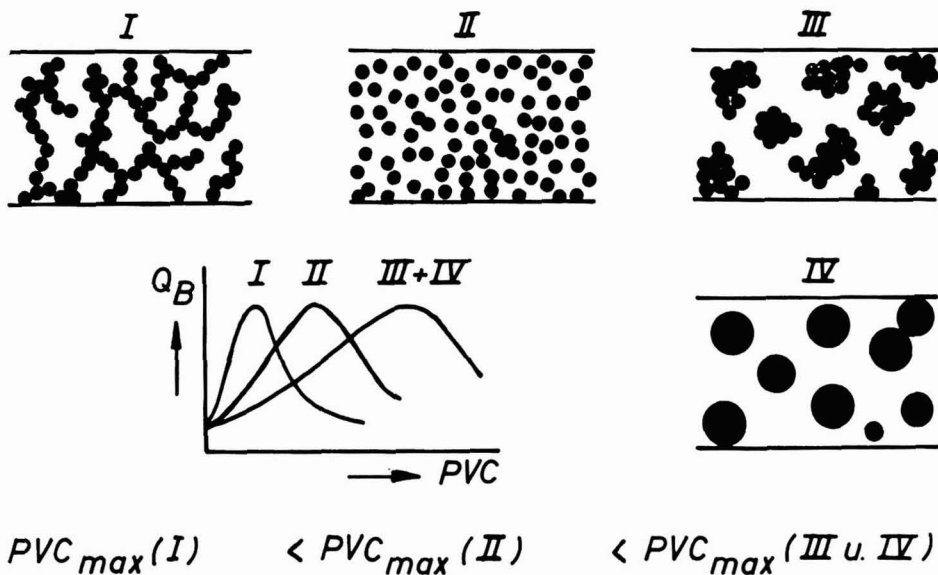 I II III
Q_B I II III+IV IV
PVC
PVC_max (I) < PVC_max (II) < PVC_max (III u. IV)